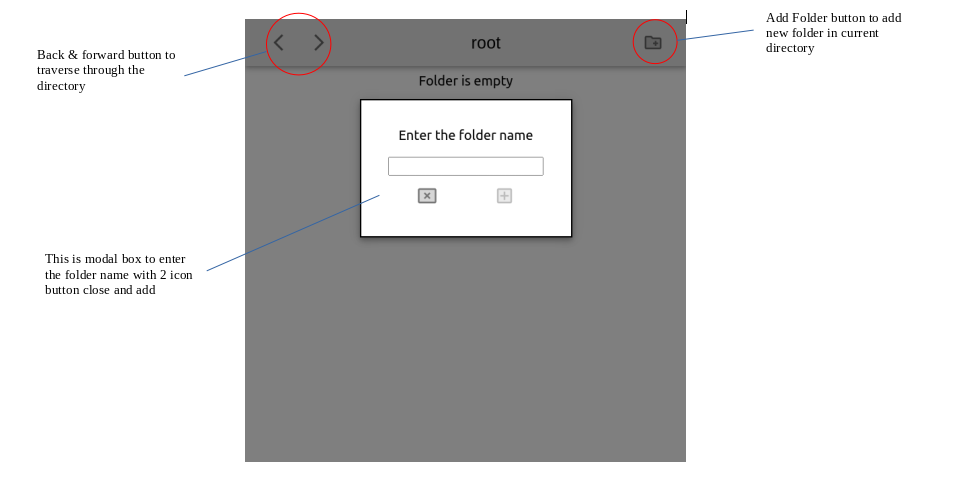 Add Folder button to add
new folder in current
directory
Back & forward button to
traverse through the
directory
root
Folder is empty
Enter the folder name
This is modal box to enter
the folder name with 2 icon
button close and add